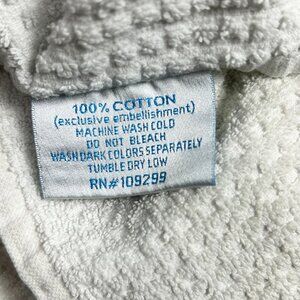 100% COTTON
(exclusive embellishment)
MACHINE WASH COLD
DO NOT BLEACH
WASH DARK COLORS SEPARATELY
TUMBLE DRY LOW
RN#109299